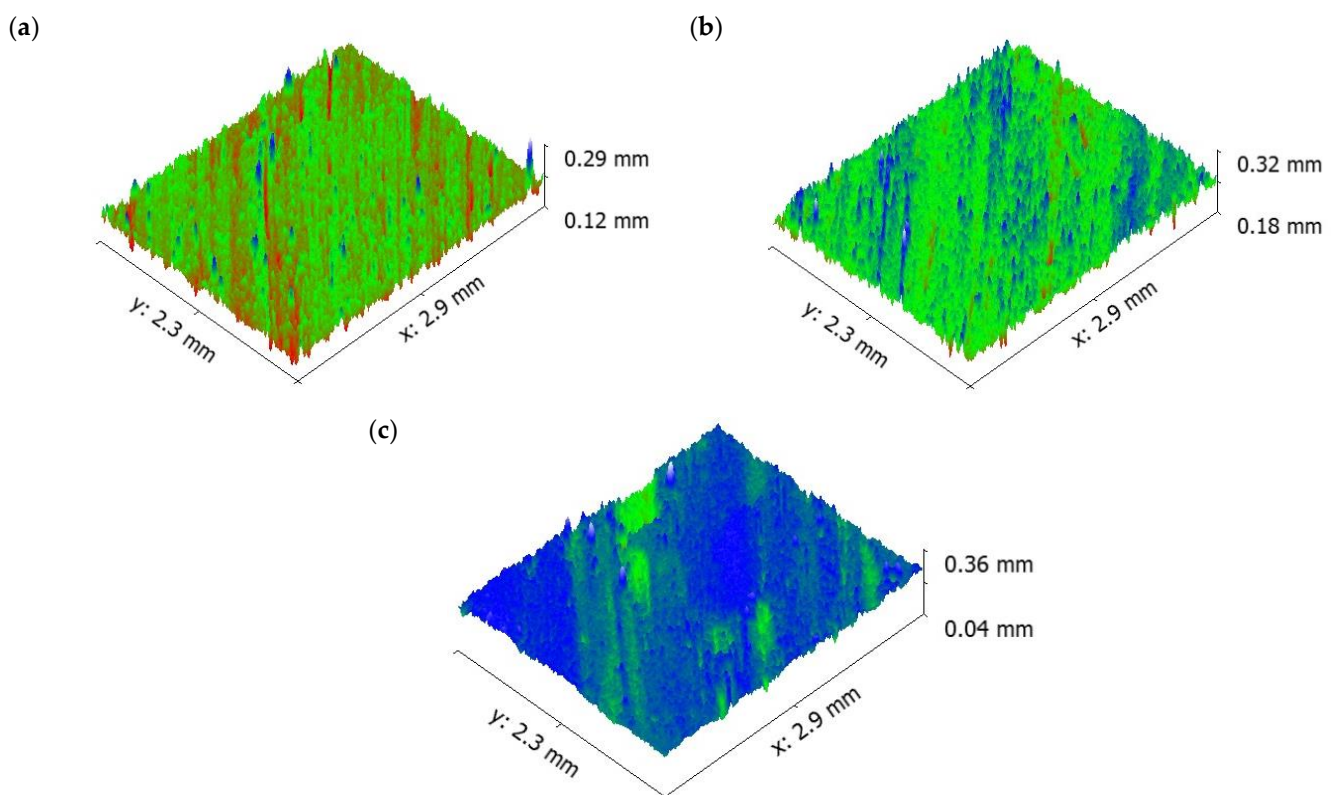 (a)
0.29 mm
0.12 mm
y: 2.3 mm
x: 2.9 mm
(b)
0.32 mm
0.18 mm
y: 2.3 mm
x: 2.9 mm
(c)
0.36 mm
0.04 mm
y: 2.3 mm
x: 2.9 mm